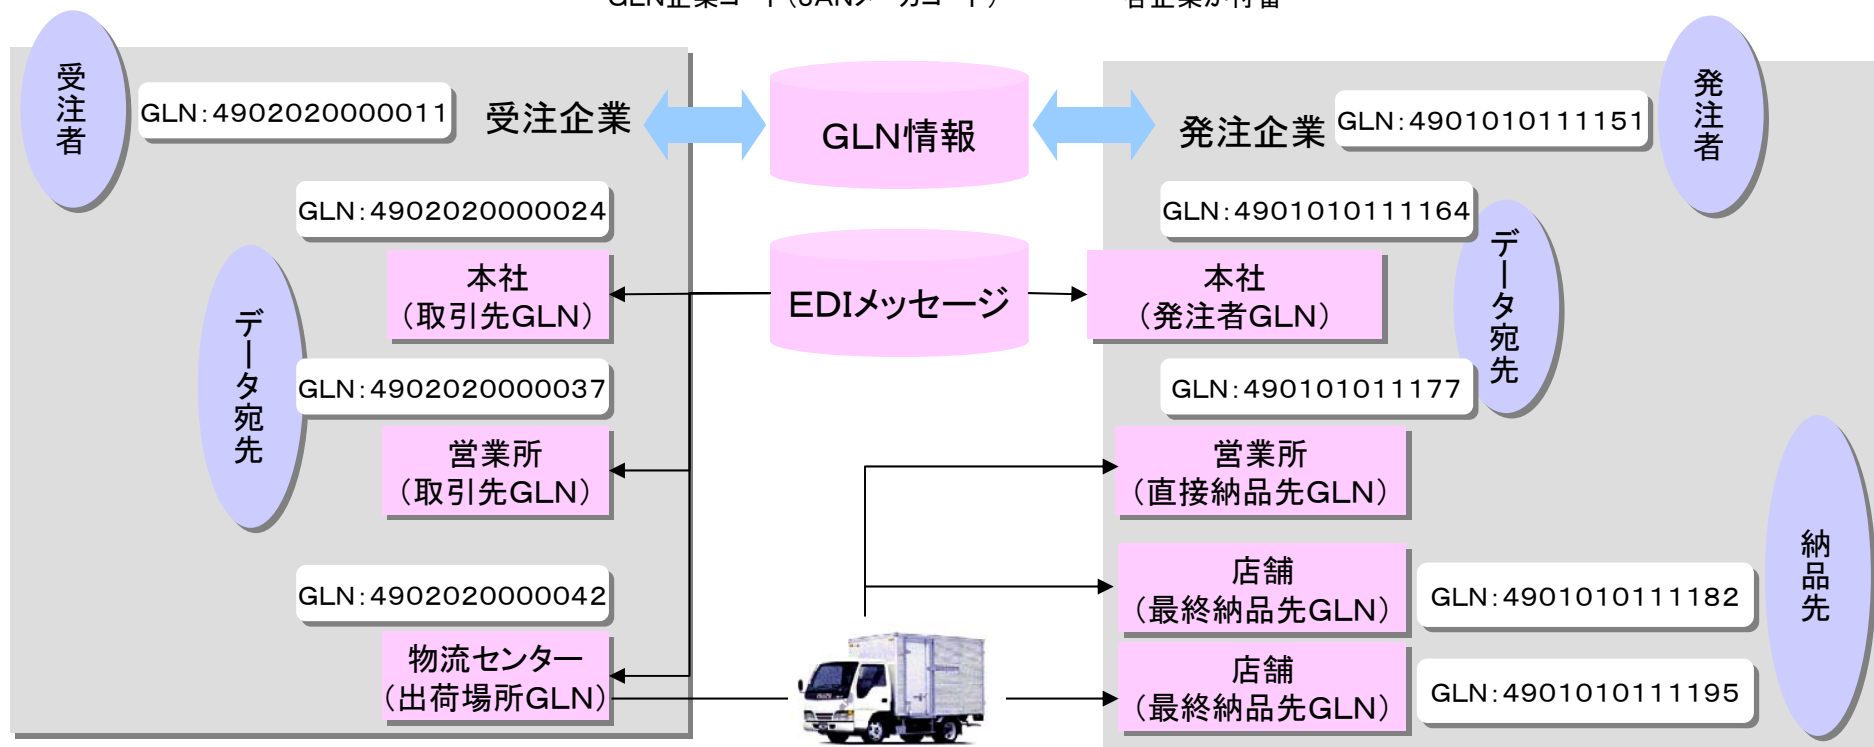 受注者
GLN：4902020000011
受注企業
GLN情報
発注企業
GLN：4901010111151
発注者
GLN：4902020000024
本社
（取引先GLN）
EDIメッセージ
GLN：4901010111164
本社
（発注者GLN）
データ宛先
データ宛先
GLN：4902020000037
営業所
（取引先GLN）
GLN：490101011177
営業所
（直接納品先GLN）
GLN：4902020000042
物流センター
（出荷場所GLN）
店舗
（最終納品先GLN）
GLN：4901010111182
店舗
（最終納品先GLN）
GLN：4901010111195
納品先